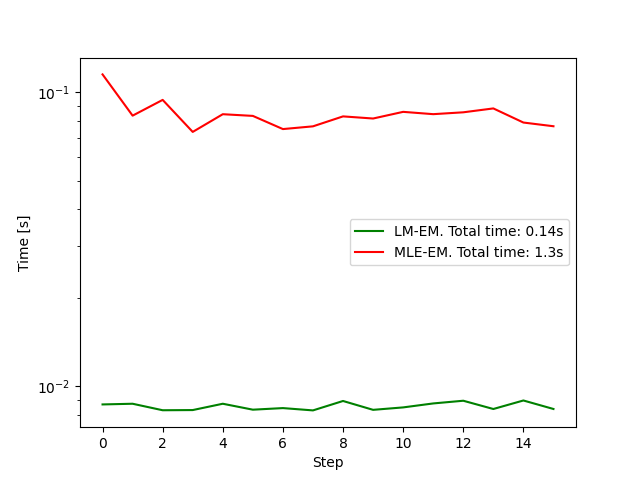 10⁻¹
Time [s]
LM-EM. Total time: 0.14s
MLE-EM. Total time: 1.3s
10⁻²
0 2 4 6 8 10 12 14
Step